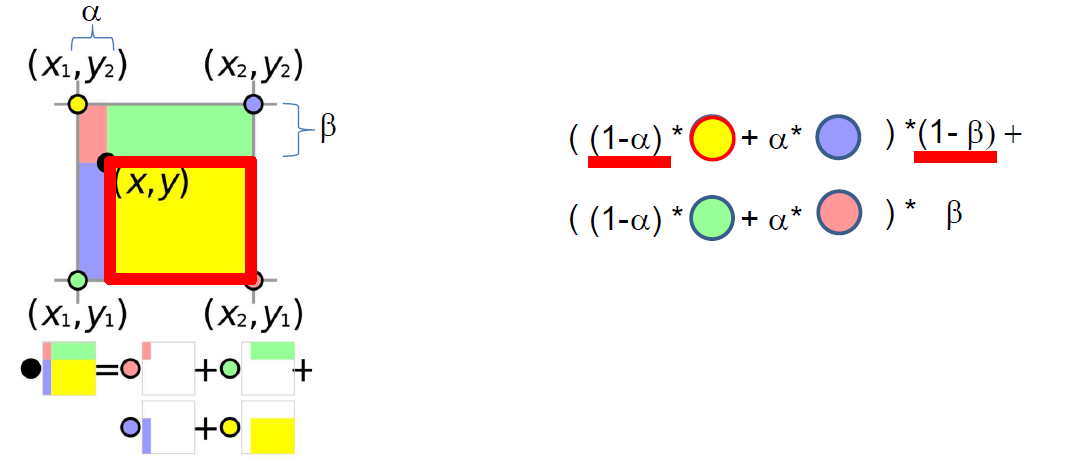 α
(x₁,y₂) (x₂,y₂)
β
(x,y)
(x₁,y₁) (x₂,y₁)
= + +
+
( (1-α) * + α* ) *(1- β) +
( (1-α) * + α* ) * β